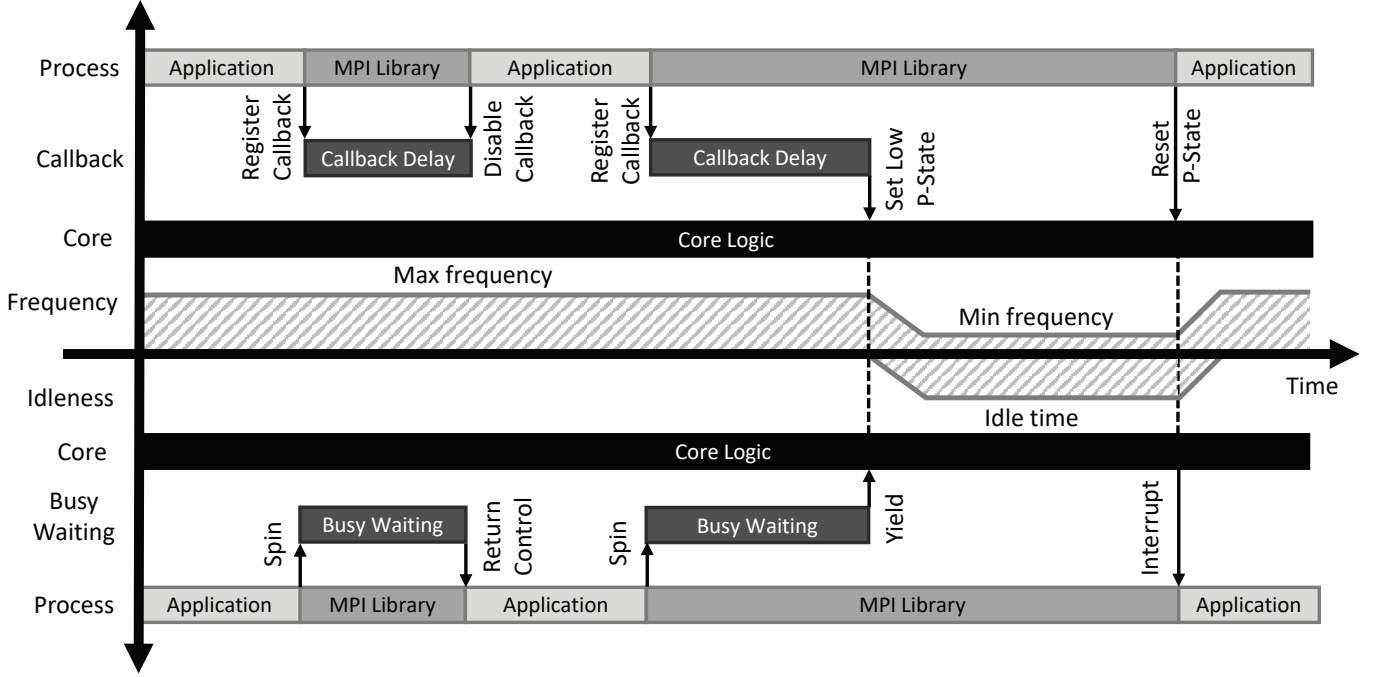 Process
Application
MPI Library
Application
MPI Library
Application
Register
Callback
Disable
Callback
Register
Callback
Set Low
P-State
Reset
P-State
Callback
Callback Delay
Callback Delay
Core
Core Logic
Max frequency
Frequency
Min frequency
Time
Idleness
Idle time
Core
Core Logic
Busy
Waiting
Spin
Busy Waiting
Return
Control
Spin
Busy Waiting
Yield
Interrupt
Process
Application
MPI Library
Application
MPI Library
Application